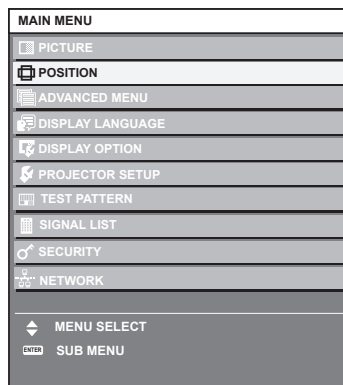 MAIN MENU
PICTURE
POSITION
ADVANCED MENU
DISPLAY LANGUAGE
DISPLAY OPTION
PROJECTOR SETUP
TEST PATTERN
SIGNAL LIST
SECURITY
NETWORK
MENU SELECT
ENTER SUB MENU